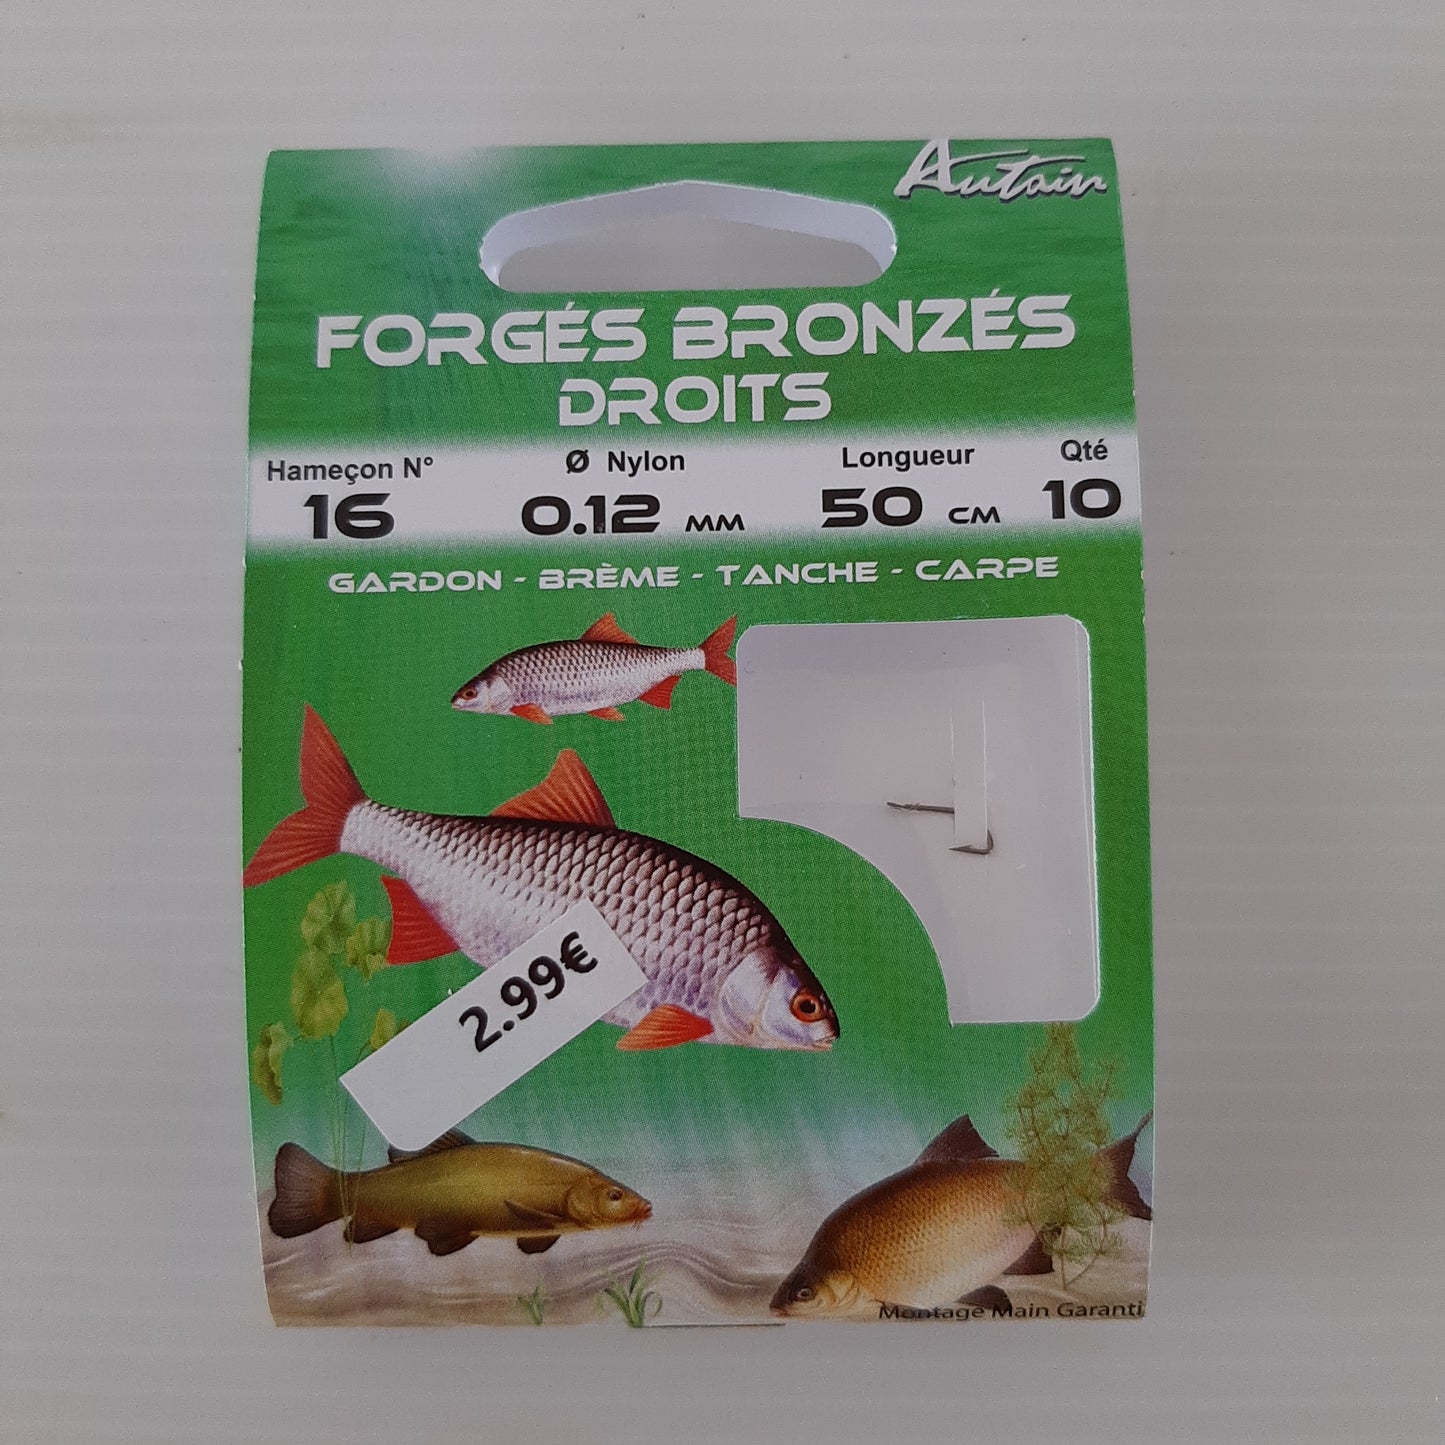 Autain
FORGÉS BRONZÉS
DROITS
Hameçon N° Ø Nylon Longueur Qté
16 0.12 MM 50 CM 10
GARDON - BRÈME - TANCHE - CARPE
2.99€
Montage Main Garanti